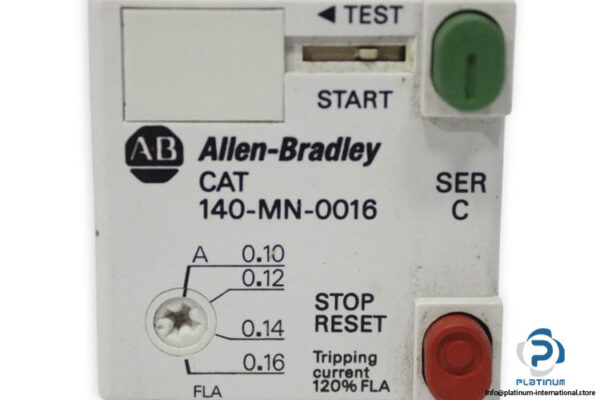 ◀ TEST
START
AB Allen-Bradley
CAT
140-MN-0016
SER
C
A 0.10
0.12
0.14
0.16
FLA
STOP
RESET
Tripping
current
120% FLA
PLATINUM
https://platinum-international.store